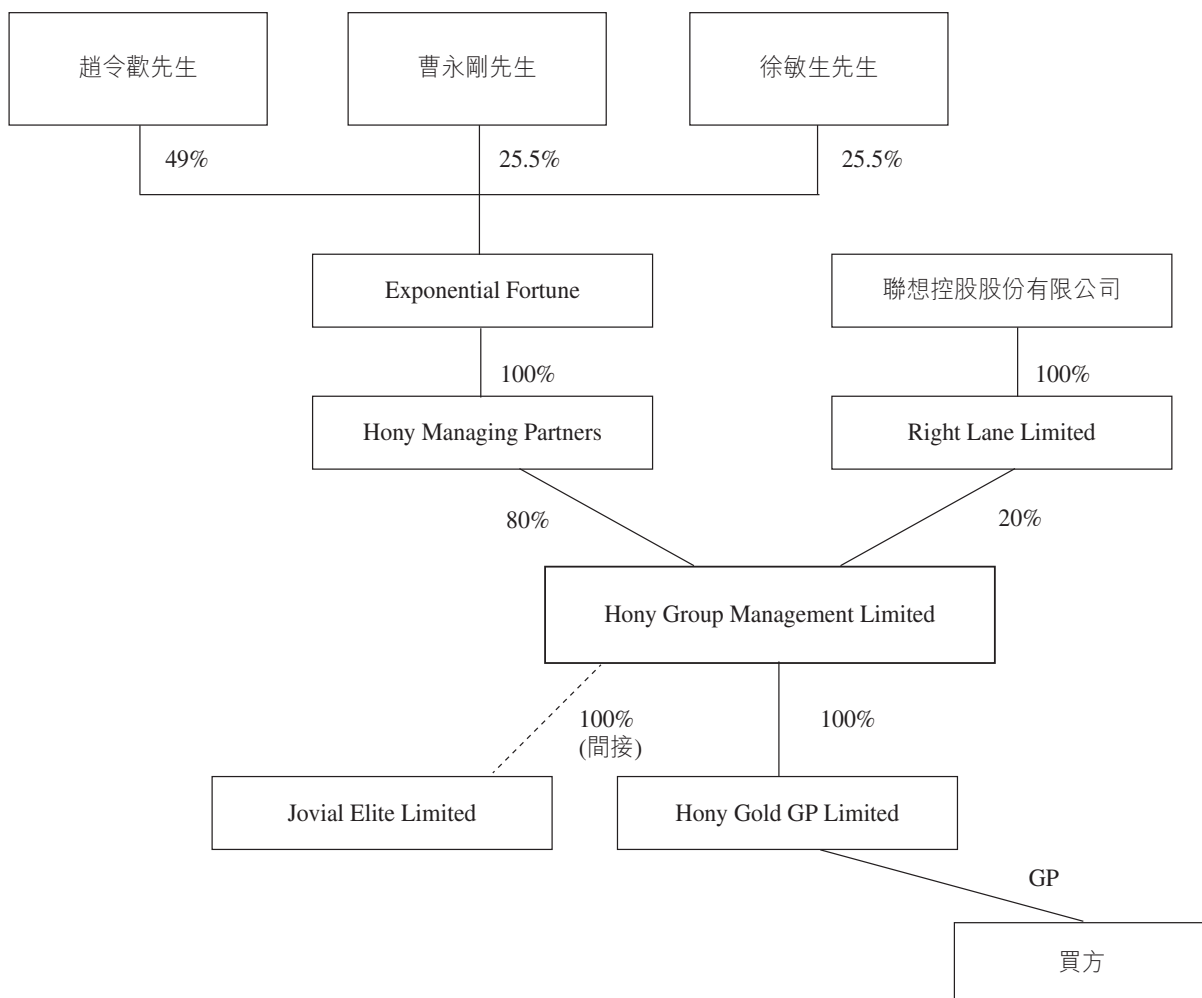 趙令歡先生
曹永剛先生
徐敏生先生
49%
25.5%
25.5%
Exponential Fortune
聯想控股股份有限公司
100%
100%
Hony Managing Partners
Right Lane Limited
80%
20%
Hony Group Management Limited
100%
(間接)
100%
Jovial Elite Limited
Hony Gold GP Limited
GP
買方